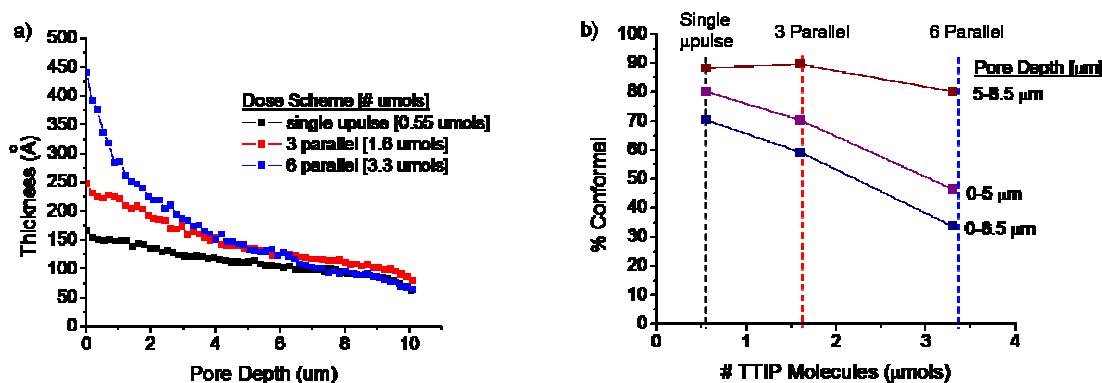 a)
500
450
400
350
300
250
200
150
100
50
0
Thickness (Å)
0 2 4 6 8 10
Pore Depth (um)
Dose Scheme [# umols]
single upulse [0.55 umols]
3 parallel [1.6 umols]
6 parallel [3.3 umols]
b)
Single
μpulse
3 Parallel
6 Parallel
100
90
80
70
60
50
40
30
20
10
0
% Conformal
0 1 2 3 4
# TTIP Molecules (μmols)
Pore Depth [μm]
5-8.5 μm
0-5 μm
0-8.5 μm